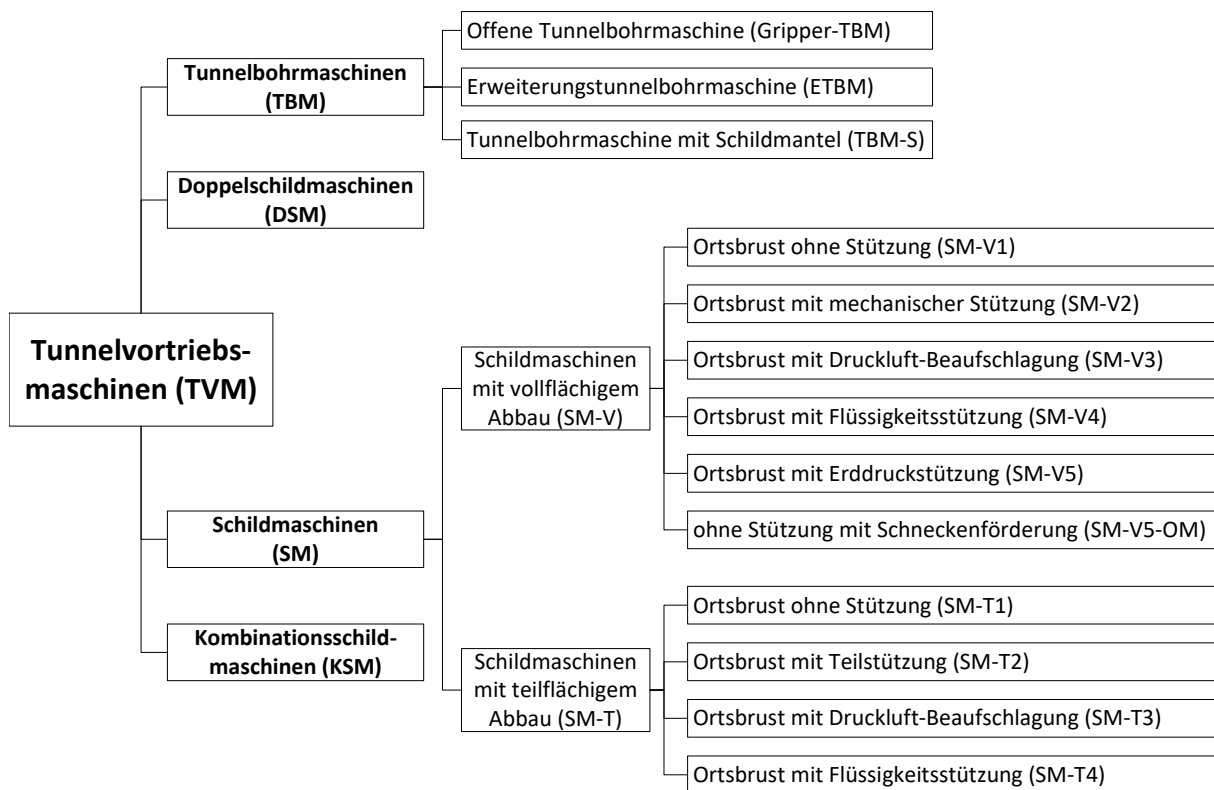 Tunnelvortriebs-
maschinen (TVM)
Tunnelbohrmaschinen
(TBM)
Offene Tunnelbohrmaschine (Gripper-TBM)
Erweiterungstunnelbohrmaschine (ETBM)
Tunnelbohrmaschine mit Schildmantel (TBM-S)
Doppelschildmaschinen
(DSM)
Schildmaschinen
(SM)
Schildmaschinen
mit vollflächigem
Abbau (SM-V)
Ortsbrust ohne Stützung (SM-V1)
Ortsbrust mit mechanischer Stützung (SM-V2)
Ortsbrust mit Druckluft-Beaufschlagung (SM-V3)
Ortsbrust mit Flüssigkeitsstützung (SM-V4)
Ortsbrust mit Erddruckstützung (SM-V5)
ohne Stützung mit Schneckenförderung (SM-V5-OM)
Schildmaschinen
mit teilflächigem
Abbau (SM-T)
Ortsbrust ohne Stützung (SM-T1)
Ortsbrust mit Teilstützung (SM-T2)
Ortsbrust mit Druckluft-Beaufschlagung (SM-T3)
Ortsbrust mit Flüssigkeitsstützung (SM-T4)
Kombinationsschild-
maschinen (KSM)